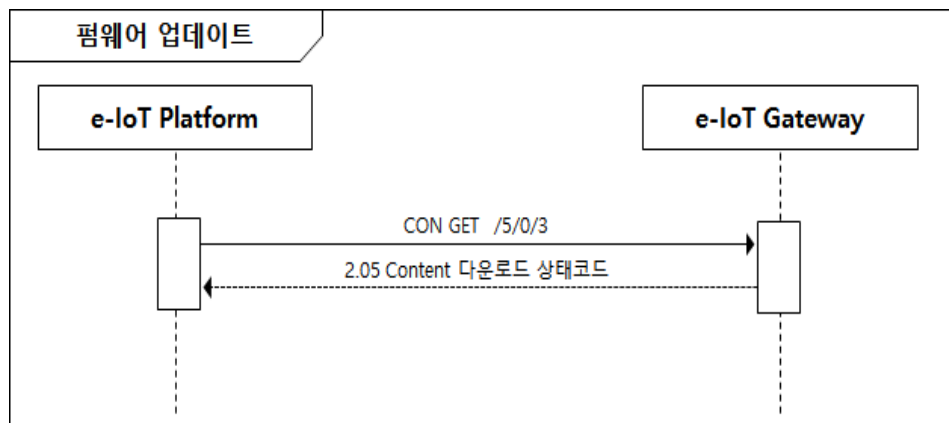 펌웨어 업데이트
e-IoT Platform
e-IoT Gateway
CON GET /5/0/3
2.05 Content 다운로드 상태코드